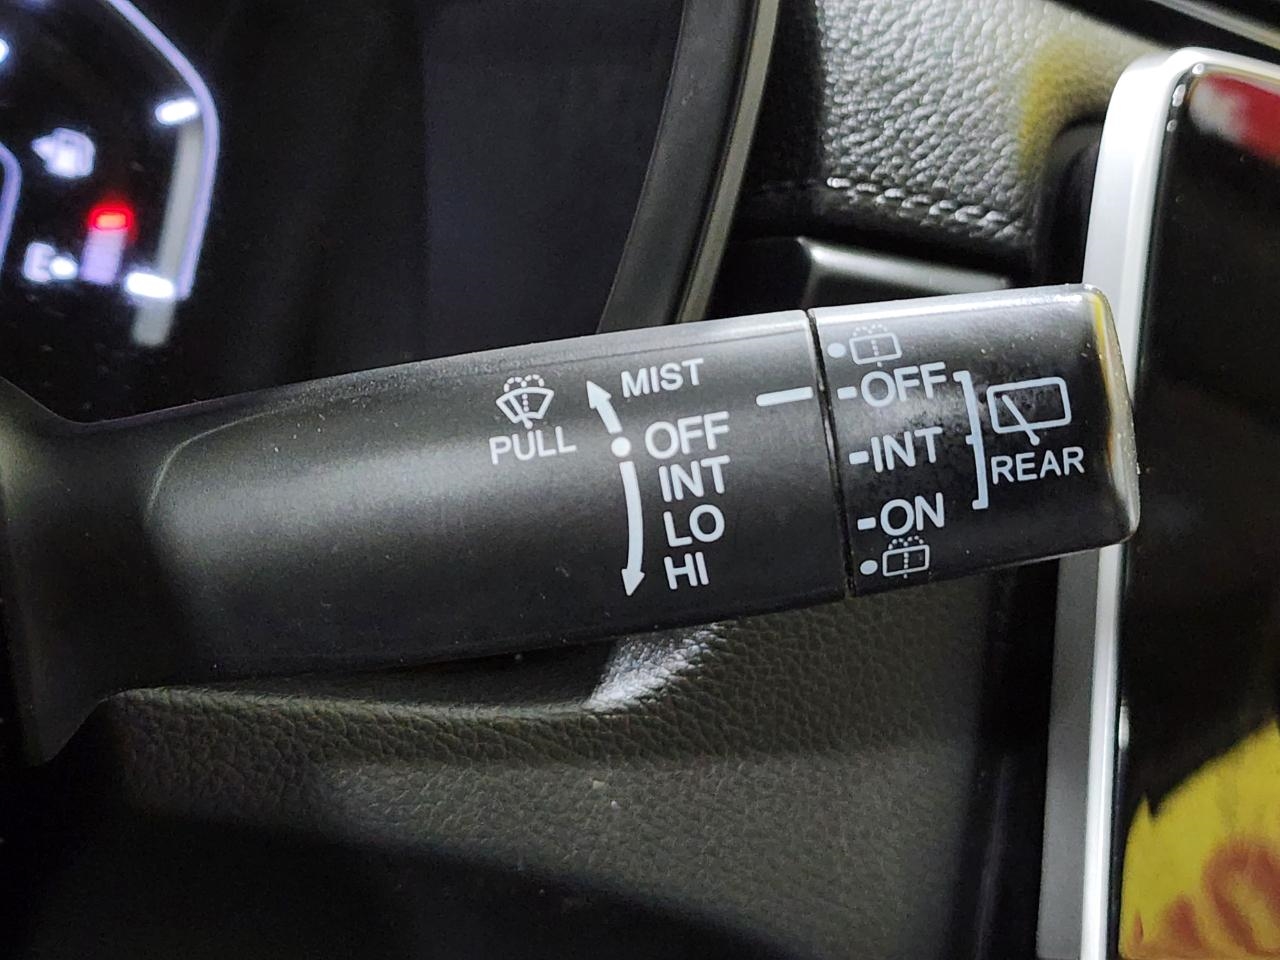 E
PULL
MIST
OFF
INT
LO
HI
OFF
INT
ON
REAR